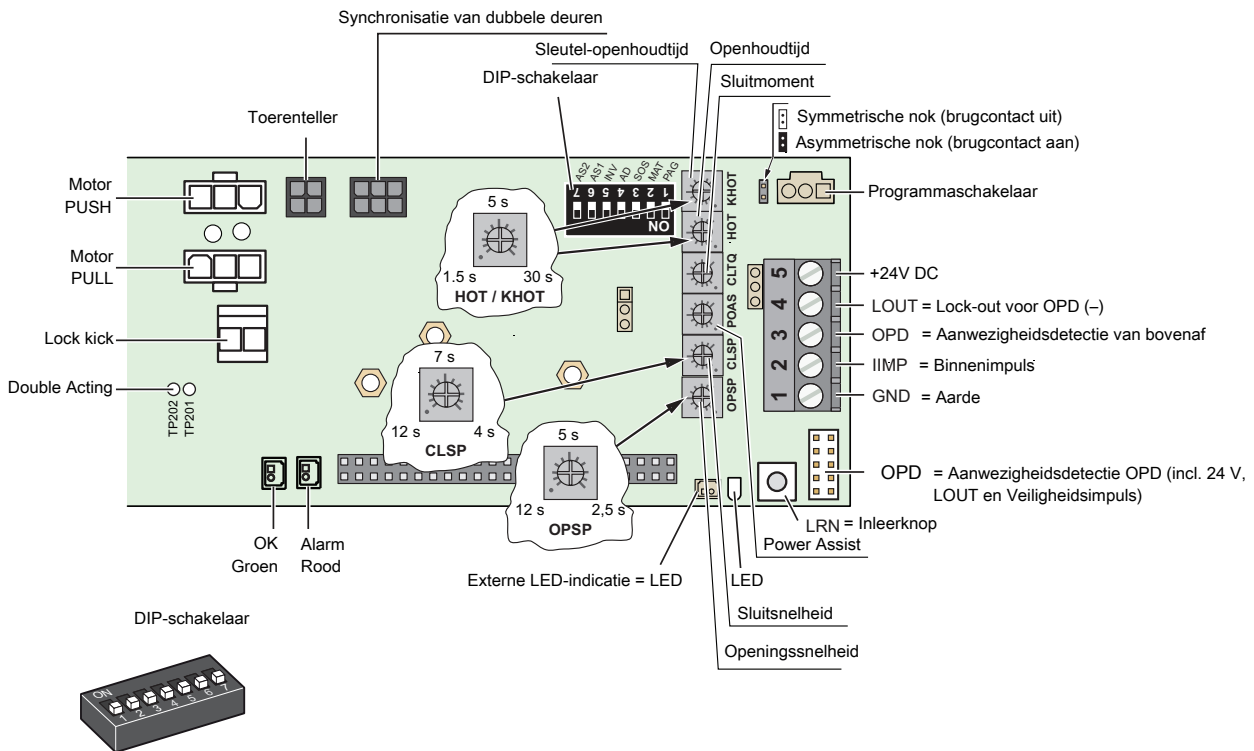 Synchronisatie van dubbele deuren
Sleutel-openhoudtijd
Openhoudtijd
DIP-schakelaar
Sluitmoment
Symmetrische nok (brugcontact uit)
Asymmetrische nok (brugcontact aan)
Toerenteller
Motor
PUSH
Programmaschakelaar
AS2
AS1
INV
AD
SOS
MAT
PAG
7 6 5 4 3 2 1
ON
KHOT
HOT
CLTQ
POAS
CLSP
OPSP
5 s
1.5 s
30 s
HOT / KHOT
Motor
PULL
5
4
3
2
1
+24V DC
LOUT = Lock-out voor OPD (–)
OPD = Aanwezigheidsdetectie van bovenaf
IIMP = Binnenimpuls
GND = Aarde
Lock kick
Double Acting
TP202
TP201
7 s
12 s
4 s
CLSP
5 s
12 s
2,5 s
OPSP
OPD = Aanwezigheidsdetectie OPD (incl. 24 V,
LOUT en Veiligheidsimpuls)
LRN = Inleerknop
Power Assist
OK
Groen
Alarm
Rood
Externe LED-indicatie = LED
LED
Sluitsnelheid
Openingssnelheid
DIP-schakelaar
ON
1 2 3 4 5 6 7